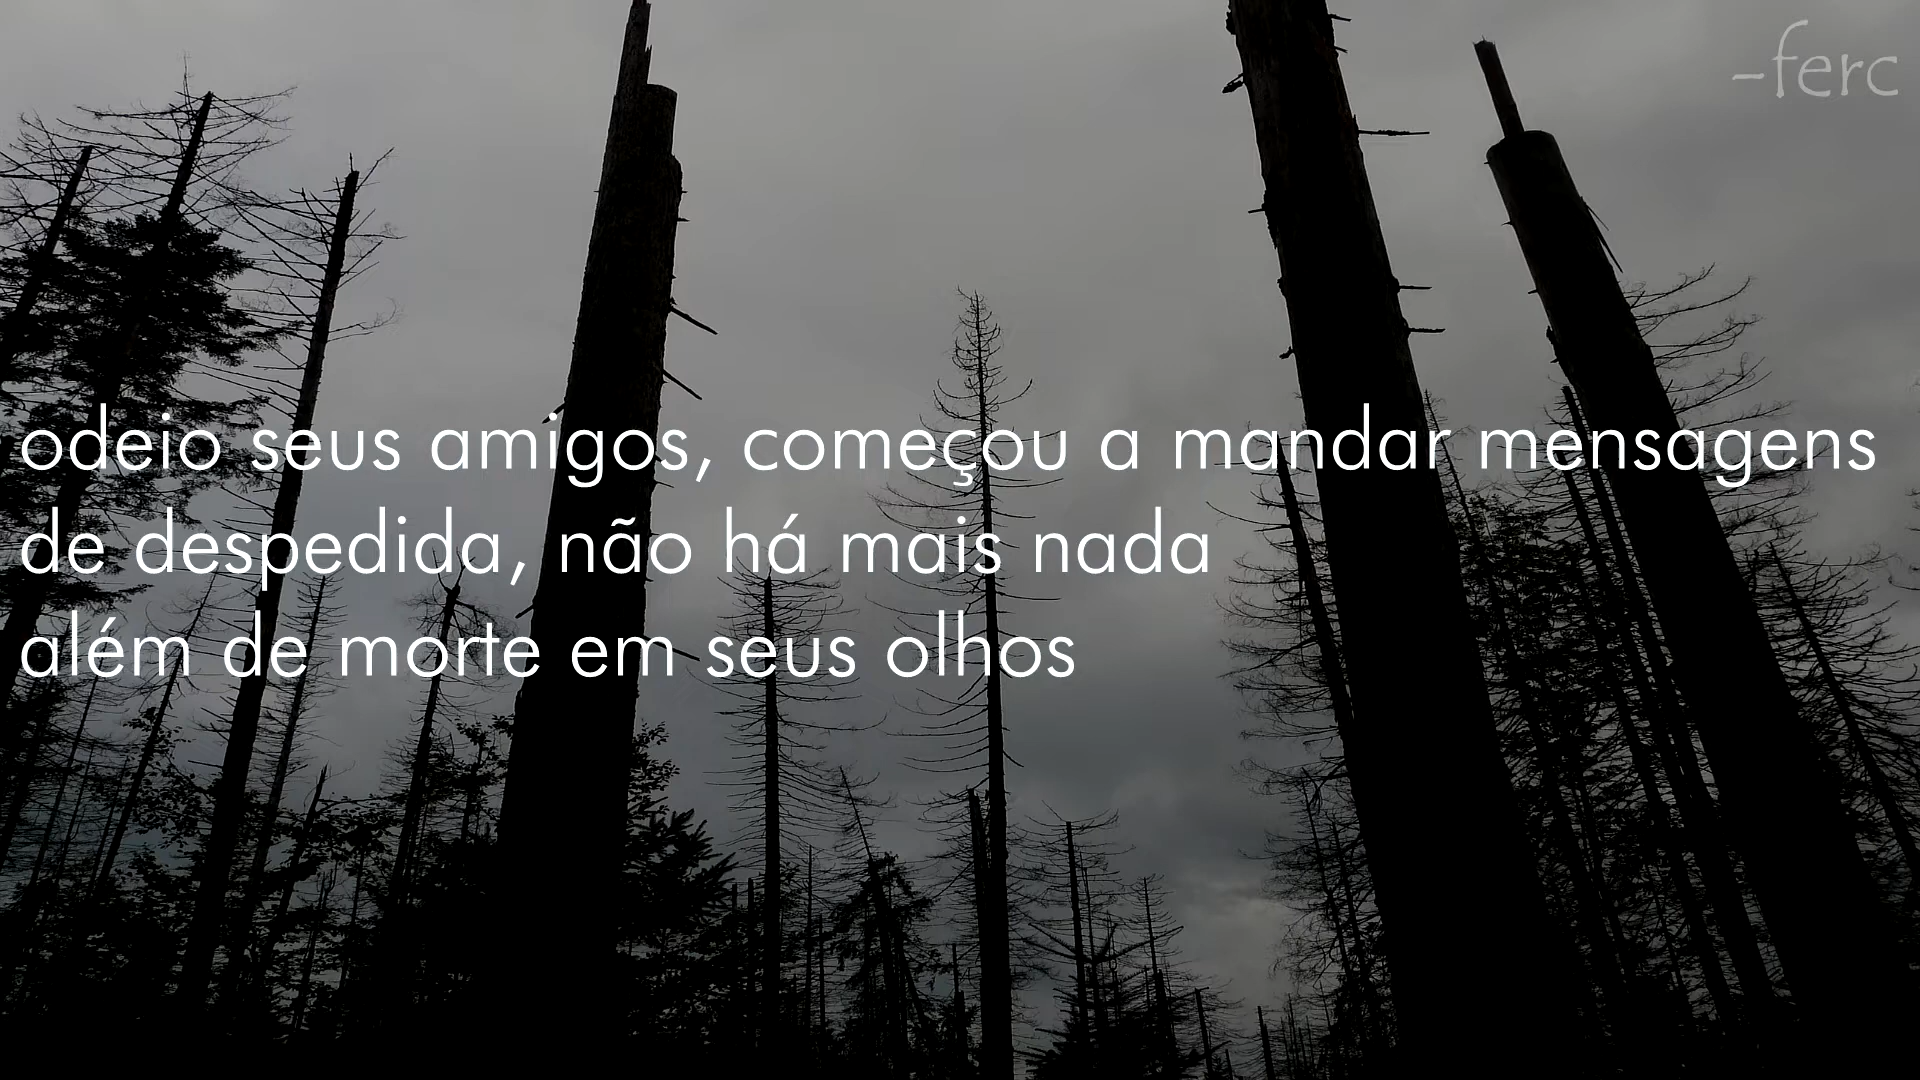 -ferc
odeio seus amigos, começou a mandar mensagens
de despedida, não há mais nada
além de morte em seus olhos